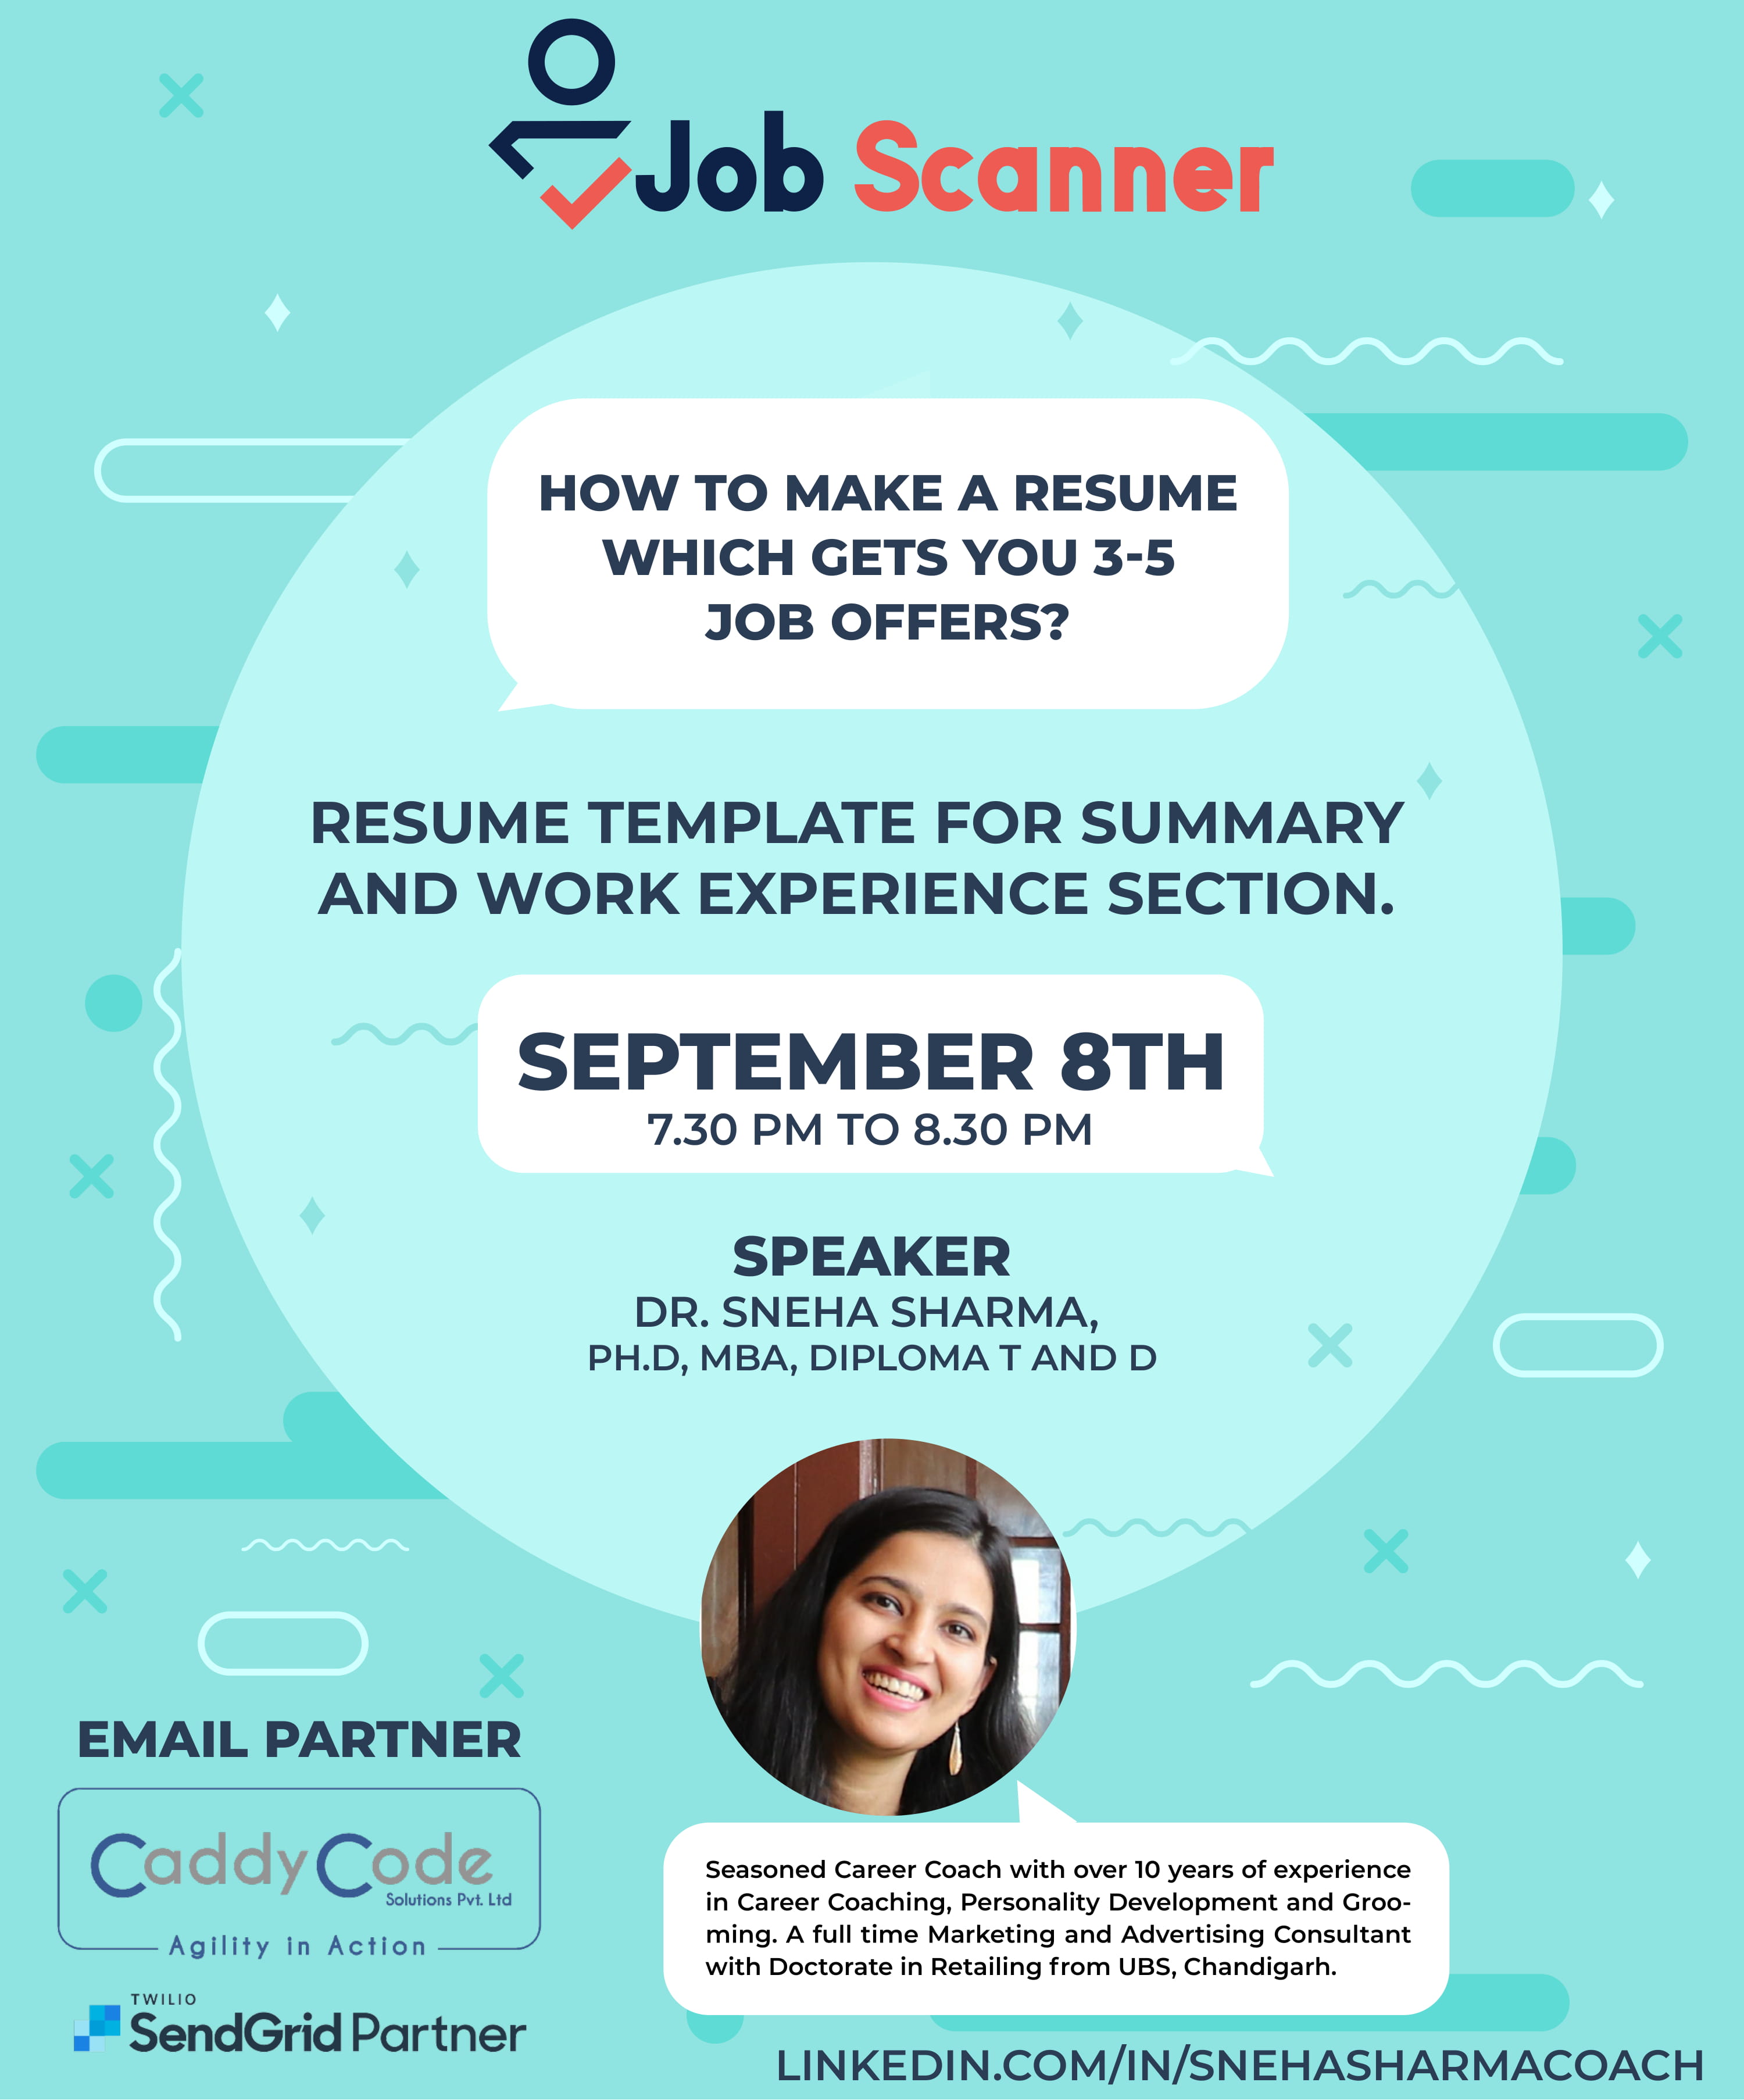 Job Scanner
HOW TO MAKE A RESUME
WHICH GETS YOU 3-5
JOB OFFERS?
RESUME TEMPLATE FOR SUMMARY
AND WORK EXPERIENCE SECTION.
SEPTEMBER 8TH
7.30 PM TO 8.30 PM
SPEAKER
DR. SNEHA SHARMA,
PH.D, MBA, DIPLOMA T AND D
EMAIL PARTNER
CaddyCode
Solutions Pvt. Ltd
Agility in Action
TWILIO
SendGrid Partner
Seasoned Career Coach with over 10 years of experience
in Career Coaching, Personality Development and Groo-
ming. A full time Marketing and Advertising Consultant
with Doctorate in Retailing from UBS, Chandigarh.
LINKEDIN.COM/IN/SNEHASHARMACOACH